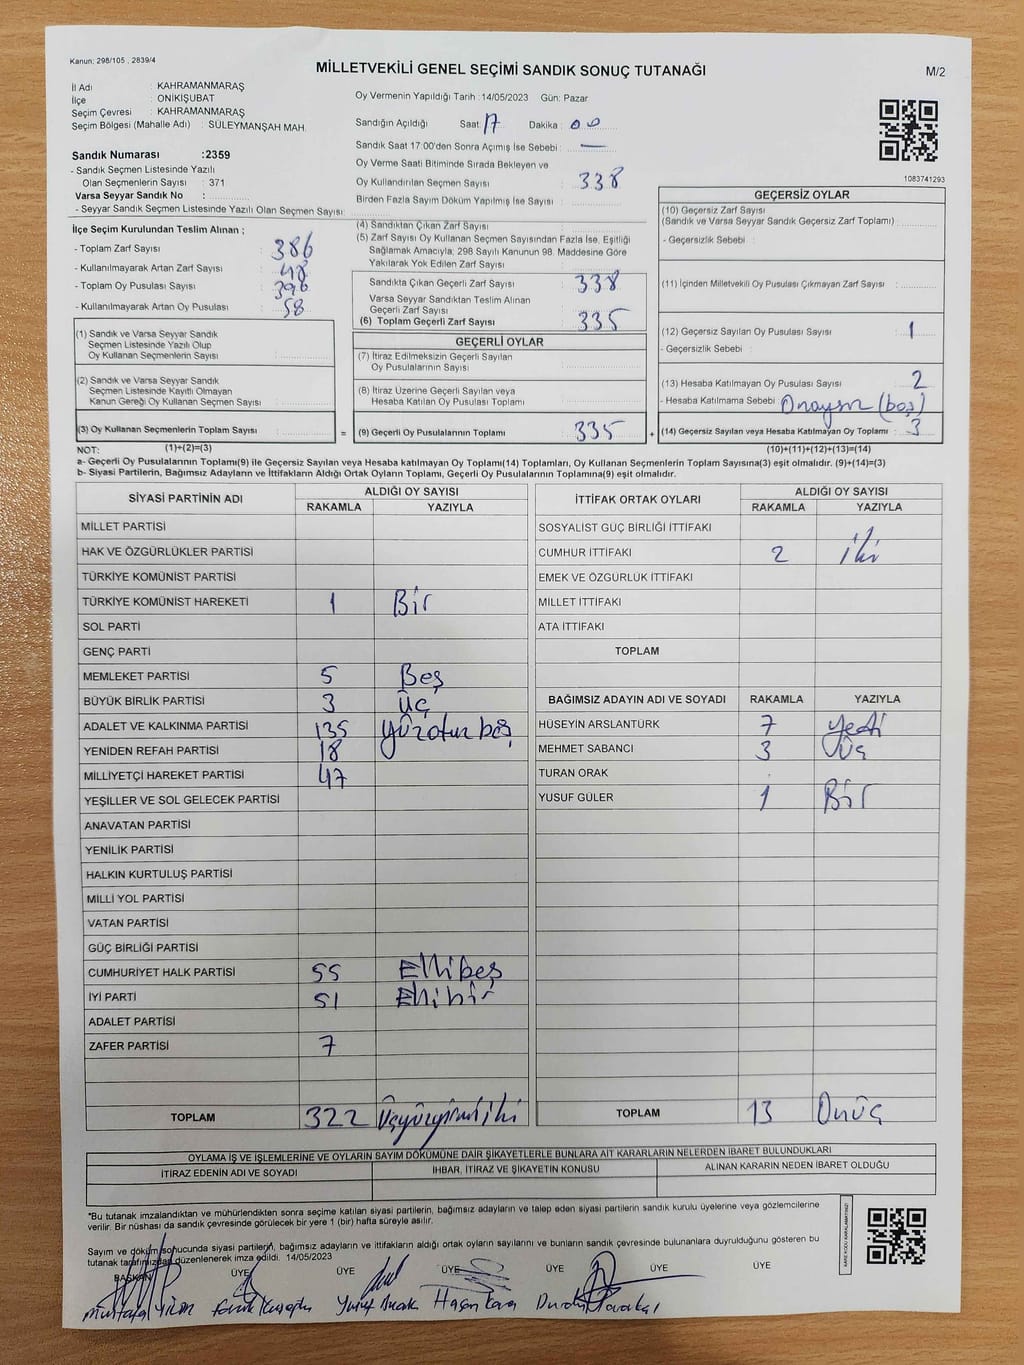 Kanun: 298/105 , 2839/4
MİLLETVEKİLİ GENEL SEÇİMİ SANDIK SONUÇ TUTANAĞI
M/2
İl Adı : KAHRAMANMARAŞ
İlçe : ONİKİŞUBAT
Seçim Çevresi : KAHRAMANMARAŞ
Seçim Bölgesi (Mahalle Adı) : SÜLEYMANŞAH MAH.
Sandık Numarası :2359
- Sandık Seçmen Listesinde Yazılı
Olan Seçmenlerin Sayısı : 371
Varsa Seyyar Sandık No :
- Seyyar Sandık Seçmen Listesinde Yazılı Olan Seçmen Sayısı:
Oy Vermenin Yapıldığı Tarih :14/05/2023 Gün: Pazar
Sandığın Açıldığı Saat: 17 Dakika : 00
Sandık Saat 17:00'den Sonra Açımış İse Sebebi : —
Oy Verme Saati Bitiminde Sırada Bekleyen ve
Oy Kullandırılan Seçmen Sayısı : 338
Birden Fazla Sayım Döküm Yapılmış İse Sayısı :
1083741293
İlçe Seçim Kurulundan Teslim Alınan ;
- Toplam Zarf Sayısı : 386
- Kullanılmayarak Artan Zarf Sayısı : 48
- Toplam Oy Pusulası Sayısı : 396
- Kullanılmayarak Artan Oy Pusulası : 58
(1) Sandık ve Varsa Seyyar Sandık
Seçmen Listesinde Yazılı Olup
Oy Kullanan Seçmenlerin Sayısı :
(2) Sandık ve Varsa Seyyar Sandık
Seçmen Listesinde Kayıtlı Olmayan
Kanun Gereği Oy Kullanan Seçmen Sayısı :
(3) Oy Kullanan Seçmenlerin Toplam Sayısı :
(4) Sandıktan Çıkan Zarf Sayısı :
(5) Zarf Sayısı Oy Kullanan Seçmen Sayısından Fazla İse, Eşitliği
Sağlamak Amacıyla; 298 Sayılı Kanunun 98. Maddesine Göre
Yakılarak Yok Edilen Zarf Sayısı :
Sandıkta Çıkan Geçerli Zarf Sayısı : 338
Varsa Seyyar Sandıktan Teslim Alınan
Geçerli Zarf Sayısı :
(6) Toplam Geçerli Zarf Sayısı : 335
GEÇERLİ OYLAR
(7) İtiraz Edilmeksizin Geçerli Sayılan
Oy Pusulalarının Sayısı :
(8) İtiraz Üzerine Geçerli Sayılan veya
Hesaba Katılan Oy Pusulası Toplamı :
= (9) Geçerli Oy Pusulalarının Toplamı : 335
GEÇERSİZ OYLAR
(10) Geçersiz Zarf Sayısı
(Sandık ve Varsa Seyyar Sandık Geçersiz Zarf Toplamı) :
- Geçersizlik Sebebi :
(11) İçinden Milletvekili Oy Pusulası Çıkmayan Zarf Sayısı :
(12) Geçersiz Sayılan Oy Pusulası Sayısı : 1
- Geçersizlik Sebebi :
(13) Hesaba Katılmayan Oy Pusulası Sayısı : 2
- Hesaba Katılmama Sebebi : Onaysız (boş)
+ (14) Geçersiz Sayılan veya Hesaba Katılmayan Oy Toplamı : 3
NOT: (1)+(2)=(3)
(10)+(11)+(12)+(13)=(14)
a- Geçerli Oy Pusulalarının Toplamı(9) ile Geçersiz Sayılan veya Hesaba katılmayan Oy Toplamı(14) Toplamları, Oy Kullanan Seçmenlerin Toplam Sayısına(3) eşit olmalıdır. (9)+(14)=(3)
b- Siyasi Partilerin, Bağımsız Adayların ve İttifakların Aldığı Ortak Oyların Toplamı, Geçerli Oy Pusulalarının Toplamına(9) eşit olmalıdır.
SİYASİ PARTİNİN ADI ALDIĞI OY SAYISI
RAKAMLA YAZIYLA
MİLLET PARTİSİ
HAK VE ÖZGÜRLÜKLER PARTİSİ
TÜRKİYE KOMÜNİST PARTİSİ
TÜRKİYE KOMÜNİST HAREKETİ 1 Bir
SOL PARTİ
GENÇ PARTİ
MEMLEKET PARTİSİ 5 Beş
BÜYÜK BİRLİK PARTİSİ 3 üç
ADALET VE KALKINMA PARTİSİ 135 yüzotuz beş
YENİDEN REFAH PARTİSİ 18
MİLLİYETÇİ HAREKET PARTİSİ 47
YEŞİLLER VE SOL GELECEK PARTİSİ
ANAVATAN PARTİSİ
YENİLİK PARTİSİ
HALKIN KURTULUŞ PARTİSİ
MİLLİ YOL PARTİSİ
VATAN PARTİSİ
GÜÇ BİRLİĞİ PARTİSİ
CUMHURİYET HALK PARTİSİ 55 Ellibeş
İYİ PARTİ 51 Ellibir
ADALET PARTİSİ
ZAFER PARTİSİ 7
TOPLAM 322 Üçyüzyirmiiki
İTTİFAK ORTAK OYLARI ALDIĞI OY SAYISI
RAKAMLA YAZIYLA
SOSYALİST GÜÇ BİRLİĞİ İTTİFAKI
CUMHUR İTTİFAKI 2 iki
EMEK VE ÖZGÜRLÜK İTTİFAKI
MİLLET İTTİFAKI
ATA İTTİFAKI
TOPLAM
BAĞIMSIZ ADAYIN ADI VE SOYADI RAKAMLA YAZIYLA
HÜSEYİN ARSLANTÜRK 7 yedi
MEHMET SABANCI 3 üç
TURAN ORAK
YUSUF GÜLER 1 Bir
TOPLAM 13 Onüç
OYLAMA İŞ VE İŞLEMLERİNE VE OYLARIN SAYIM DÖKÜMÜNE DAİR ŞİKAYETLERLE BUNLARA AİT KARARLARIN NELERDEN İBARET BULUNDUKLARI
İTİRAZ EDENİN ADI VE SOYADI İHBAR, İTİRAZ VE ŞİKAYETİN KONUSU ALINAN KARARIN NEDEN İBARET OLDUĞU
*Bu tutanak imzalandıktan ve mühürlendikten sonra seçime katılan siyasi partilerin, bağımsız adayların ve talep eden siyasi partilerin sandık kurulu üyelerine veya gözlemcilerine
verilir. Bir nüshası da sandık çevresinde görülecek bir yere 1 (bir) hafta süreyle asılır.
Sayım ve döküm sonucunda siyasi partilerin, bağımsız adayların ve ittifakların aldığı ortak oyların sayılarını ve bunların sandık çevresinde bulunanlara duyrulduğunu gösteren bu
tutanak tarafımızdan düzenlenerek imza edildi. 14/05/2023
BAŞKAN ÜYE ÜYE ÜYE ÜYE ÜYE ÜYE
Mustafa Hasan Kara